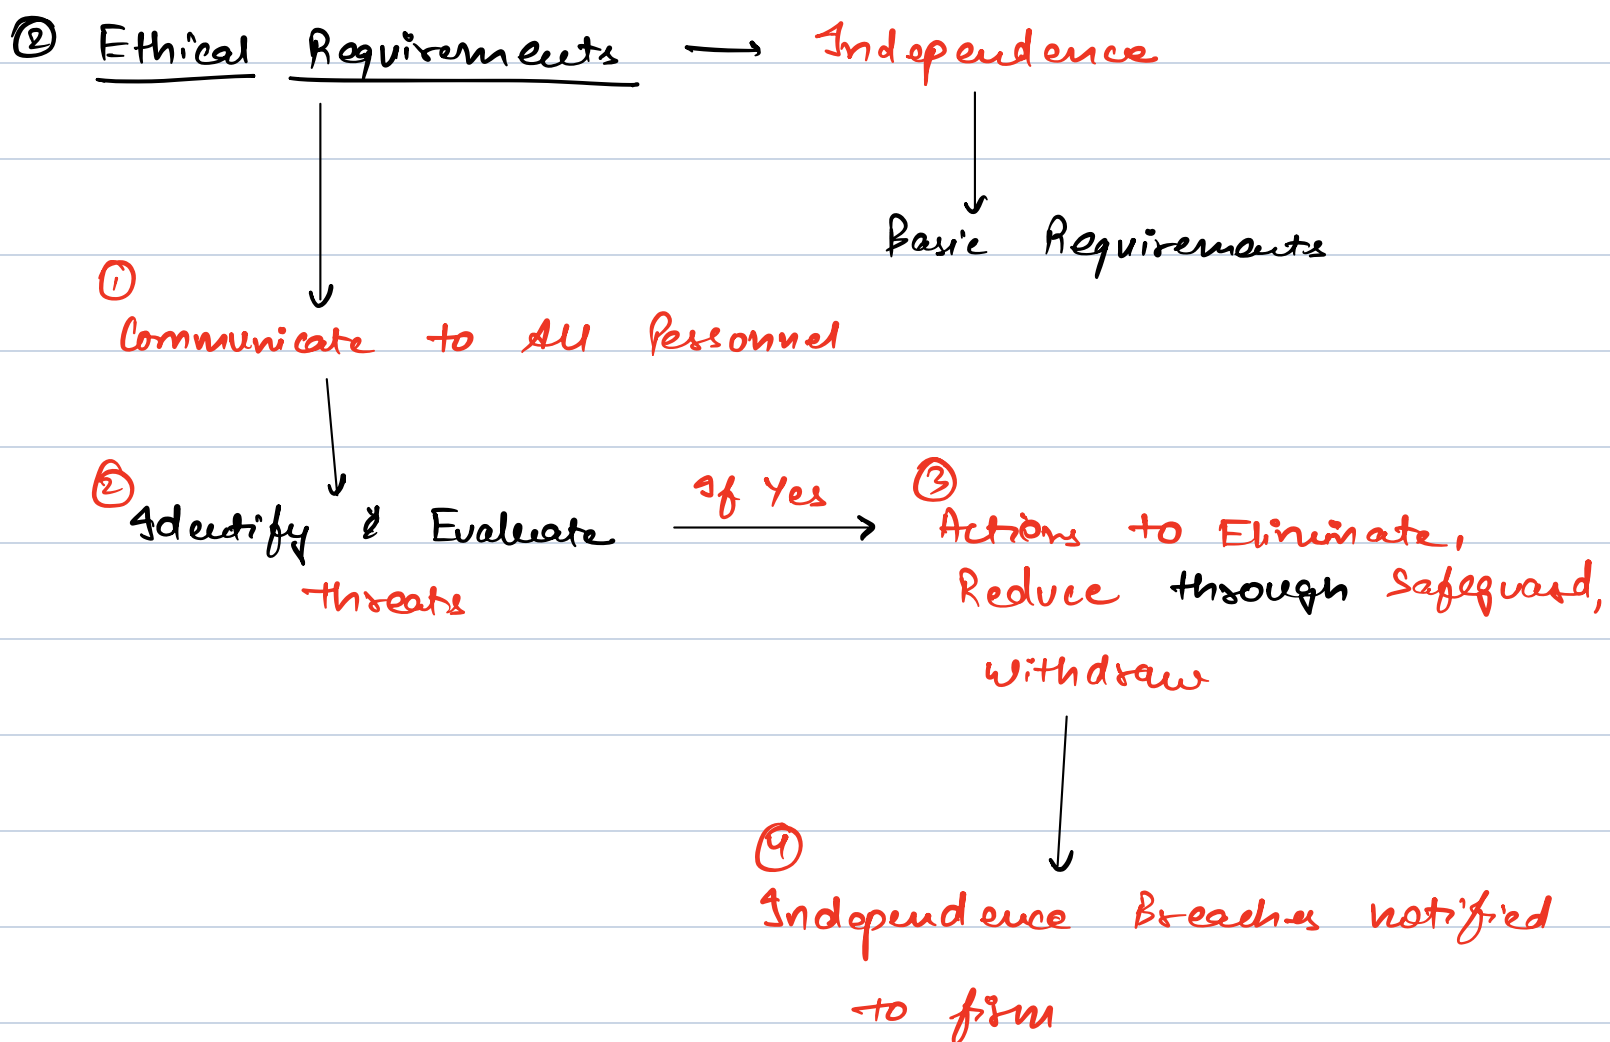 ② Ethical Requirements → Independence
Basic Requirements
①
Communicate to All Personnel
② If Yes ③
Identify & Evaluate → Actions to Eliminate,
threats Reduce through Safeguard,
withdraw
④
Independence Breaches notified
to firm